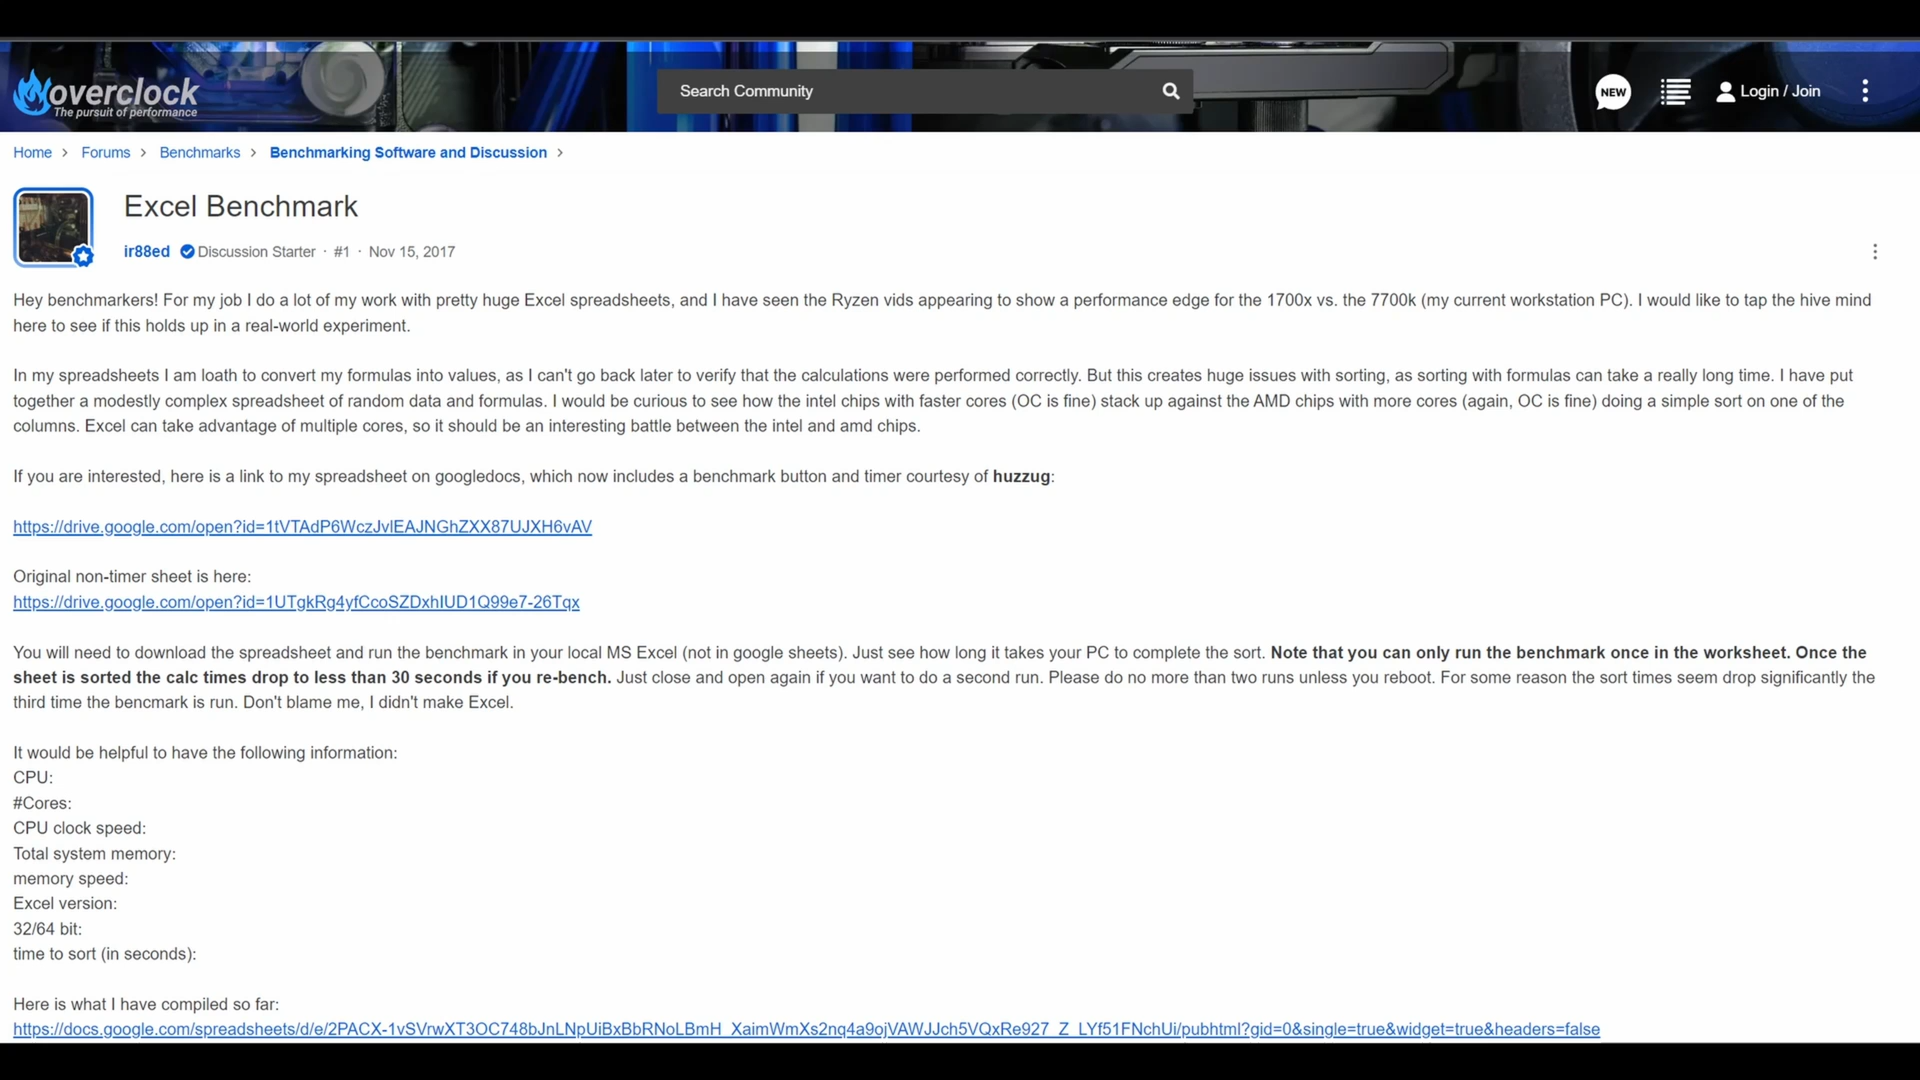 overclock
The pursuit of performance
Search Community
NEW
Login / Join
Home > Forums > Benchmarks > Benchmarking Software and Discussion >
Excel Benchmark
ir88ed Discussion Starter · #1 · Nov 15, 2017
Hey benchmarkers! For my job I do a lot of my work with pretty huge Excel spreadsheets, and I have seen the Ryzen vids appearing to show a performance edge for the 1700x vs. the 7700k (my current workstation PC). I would like to tap the hive mind
here to see if this holds up in a real-world experiment.
In my spreadsheets I am loath to convert my formulas into values, as I can't go back later to verify that the calculations were performed correctly. But this creates huge issues with sorting, as sorting with formulas can take a really long time. I have put
together a modestly complex spreadsheet of random data and formulas. I would be curious to see how the intel chips with faster cores (OC is fine) stack up against the AMD chips with more cores (again, OC is fine) doing a simple sort on one of the
columns. Excel can take advantage of multiple cores, so it should be an interesting battle between the intel and amd chips.
If you are interested, here is a link to my spreadsheet on googledocs, which now includes a benchmark button and timer courtesy of huzzug:
https://drive.google.com/open?id=1tVTAdP6WczJvlEAJNGhZXX87UJXH6vAV
Original non-timer sheet is here:
https://drive.google.com/open?id=1UTgkRg4yfCcoSZDxhIUD1Q99e7-26Tqx
You will need to download the spreadsheet and run the benchmark in your local MS Excel (not in google sheets). Just see how long it takes your PC to complete the sort. Note that you can only run the benchmark once in the worksheet. Once the
sheet is sorted the calc times drop to less than 30 seconds if you re-bench. Just close and open again if you want to do a second run. Please do no more than two runs unless you reboot. For some reason the sort times seem drop significantly the
third time the bencmark is run. Don't blame me, I didn't make Excel.
It would be helpful to have the following information:
CPU:
#Cores:
CPU clock speed:
Total system memory:
memory speed:
Excel version:
32/64 bit:
time to sort (in seconds):
Here is what I have compiled so far:
https://docs.google.com/spreadsheets/d/e/2PACX-1vSVrwXT3OC748bJnLNpUiBxBbRNoLBmH_XaimWmXs2nq4a9ojVAWJJch5VQxRe927_Z_LYf51FNchUi/pubhtml?gid=0&single=true&widget=true&headers=false